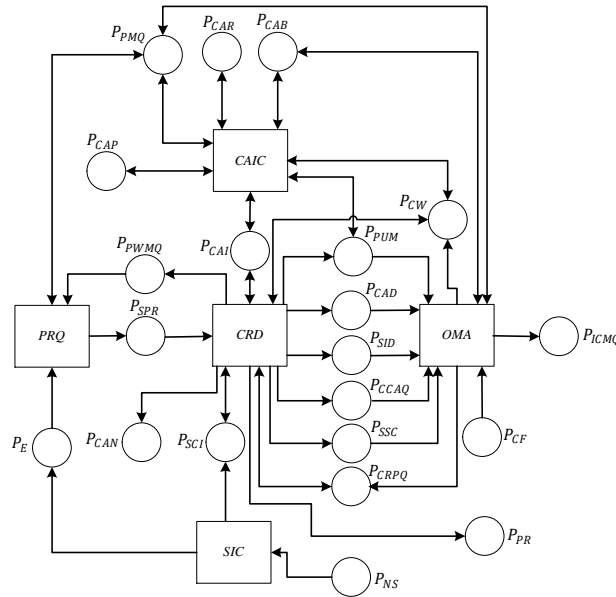 P_PMQ
P_CAR
P_CAB
P_CAP
CAIC
P_CW
P_CAI
P_PUM
P_PWMQ
P_CAD
P_SPR
PRQ
CRD
P_SID
OMA
P_ICMQ
P_CCAQ
P_E
P_CAN
P_SCI
P_SSC
P_CF
P_CRPQ
P_PR
SIC
P_NS